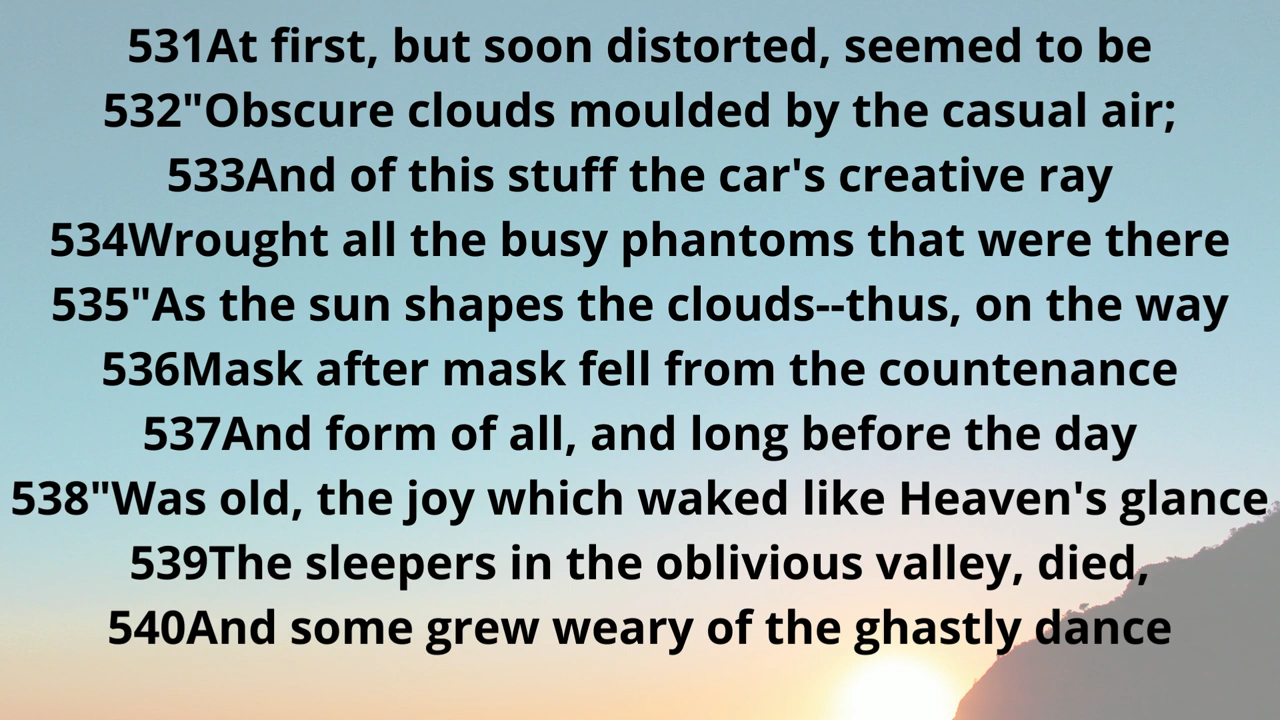 531At first, but soon distorted, seemed to be
532"Obscure clouds moulded by the casual air;
533And of this stuff the car's creative ray
534Wrought all the busy phantoms that were there
535"As the sun shapes the clouds--thus, on the way
536Mask after mask fell from the countenance
537And form of all, and long before the day
538"Was old, the joy which waked like Heaven's glance
539The sleepers in the oblivious valley, died,
540And some grew weary of the ghastly dance